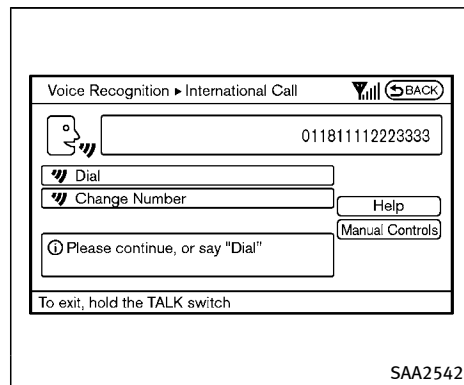 Voice Recognition ▸ International Call BACK
011811112223333
Dial
Change Number
Help
Manual Controls
Please continue, or say "Dial"
To exit, hold the TALK switch
SAA2542